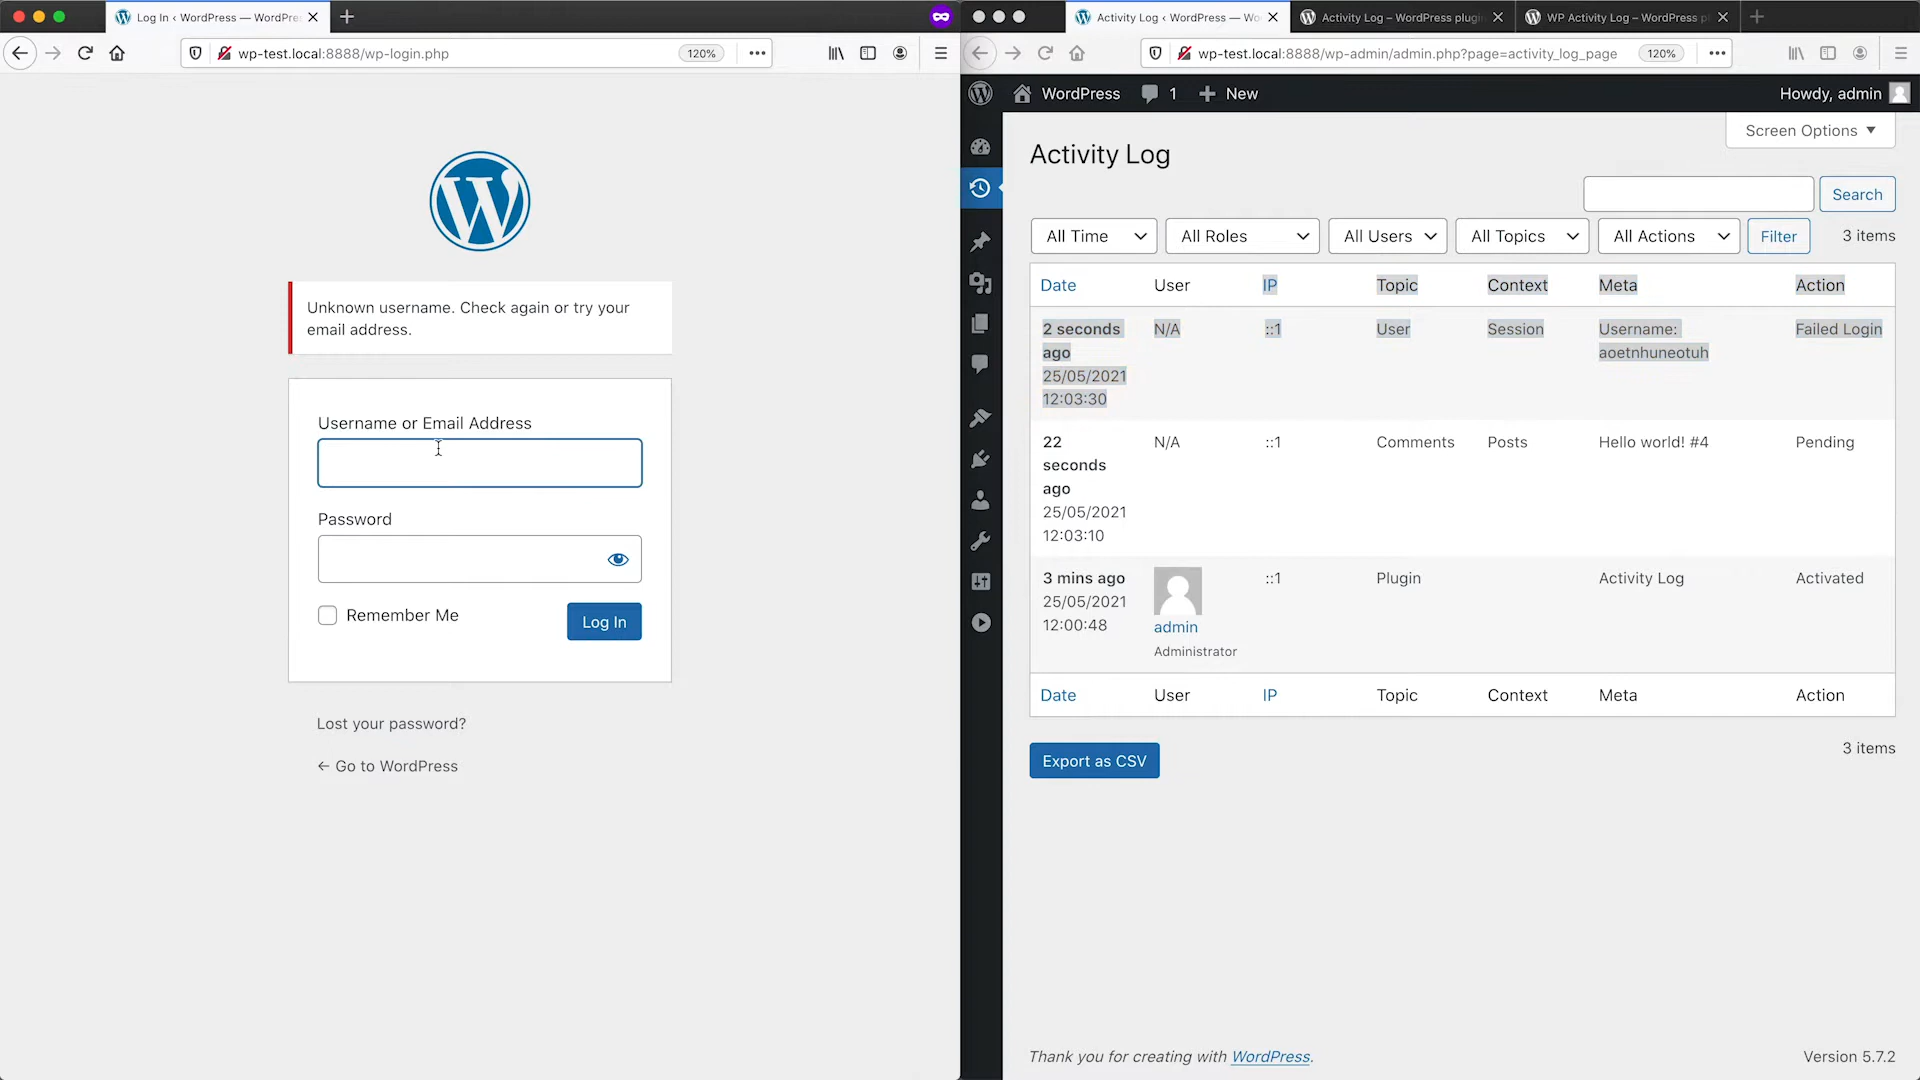 Log In ‹ WordPress — WordPre
wp-test.local:8888/wp-login.php
120%
Unknown username. Check again or try your
email address.
Username or Email Address
Password
Remember Me
Log In
Lost your password?
← Go to WordPress
Activity Log ‹ WordPress — Wo
Activity Log – WordPress plugin
WP Activity Log – WordPress p
wp-test.local:8888/wp-admin/admin.php?page=activity_log_page
120%
WordPress 1 + New
Howdy, admin
Screen Options ▼
Activity Log
Search
All Time
All Roles
All Users
All Topics
All Actions
Filter
3 items
Date User IP Topic Context Meta Action
2 seconds
ago
25/05/2021
12:03:30
N/A
::1
User
Session
Username:
aoetnhuneotuh
Failed Login
22
seconds
ago
25/05/2021
12:03:10
N/A
::1
Comments
Posts
Hello world! #4
Pending
3 mins ago
25/05/2021
12:00:48
admin
Administrator
::1
Plugin
Activity Log
Activated
Date User IP Topic Context Meta Action
Export as CSV
3 items
Thank you for creating with WordPress.
Version 5.7.2